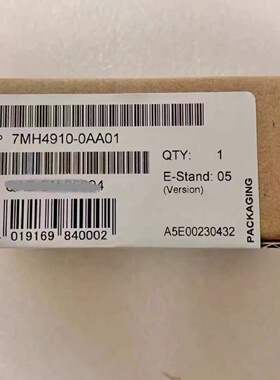 P 7MH4910-0AA01
QTY: 1
E-Stand: 05
(Version)
019169 840002
A5E00230432
PACKAGING